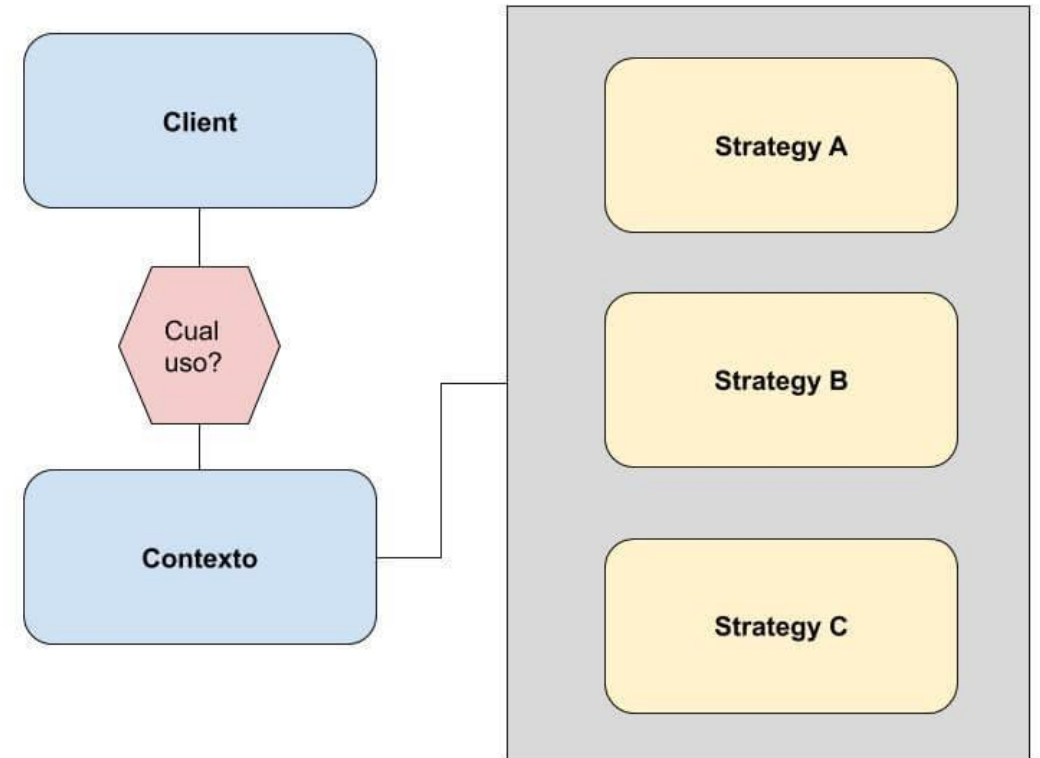 Client
Cual
uso?
Contexto
Strategy A
Strategy B
Strategy C